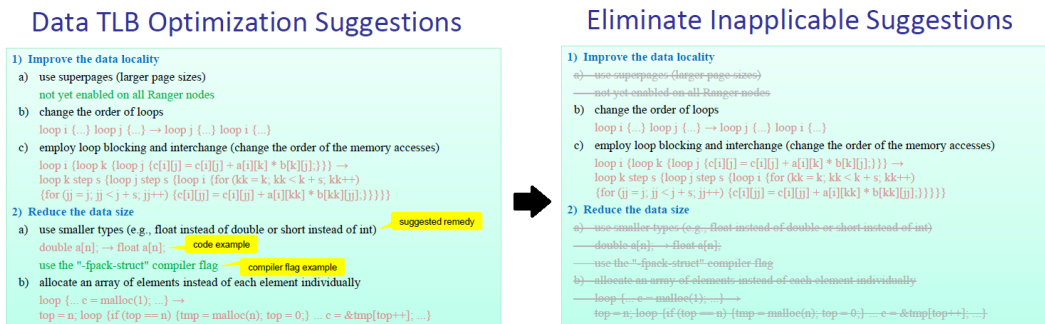 Data TLB Optimization Suggestions
1) Improve the data locality
a) use superpages (larger page sizes)
not yet enabled on all Ranger nodes
b) change the order of loops
loop i {...} loop j {...} → loop j {...} loop i {...}
c) employ loop blocking and interchange (change the order of the memory accesses)
loop i {loop k {loop j {c[i][j] = c[i][j] + a[i][k] * b[k][j];}}} →
loop k step s {loop j step s {loop i {for (kk = k; kk < k + s; kk++)
{for (jj = j; jj < j + s; jj++) {c[i][jj] = c[i][jj] + a[i][kk] * b[kk][jj];}}}}}
2) Reduce the data size
a) use smaller types (e.g., float instead of double or short instead of int)
suggested remedy
double a[n]; → float a[n];
code example
use the "-fpack-struct" compiler flag
compiler flag example
b) allocate an array of elements instead of each element individually
loop {... c = malloc(1); ...} →
top = n; loop {if (top == n) {tmp = malloc(n); top = 0;} ... c = &tmp[top++]; ...}
Eliminate Inapplicable Suggestions
1) Improve the data locality
a) use superpages (larger page sizes)
not yet enabled on all Ranger nodes
b) change the order of loops
loop i {...} loop j {...} → loop j {...} loop i {...}
c) employ loop blocking and interchange (change the order of the memory accesses)
loop i {loop k {loop j {c[i][j] = c[i][j] + a[i][k] * b[k][j];}}} →
loop k step s {loop j step s {loop i {for (kk = k; kk < k + s; kk++)
{for (jj = j; jj < j + s; jj++) {c[i][jj] = c[i][jj] + a[i][kk] * b[kk][jj];}}}}}
2) Reduce the data size
a) use smaller types (e.g., float instead of double or short instead of int)
double a[n]; → float a[n];
use the "-fpack-struct" compiler flag
b) allocate an array of elements instead of each element individually
loop {... c = malloc(1); ...} →
top = n; loop {if (top == n) {tmp = malloc(n); top = 0;} ... c = &tmp[top++]; ...}